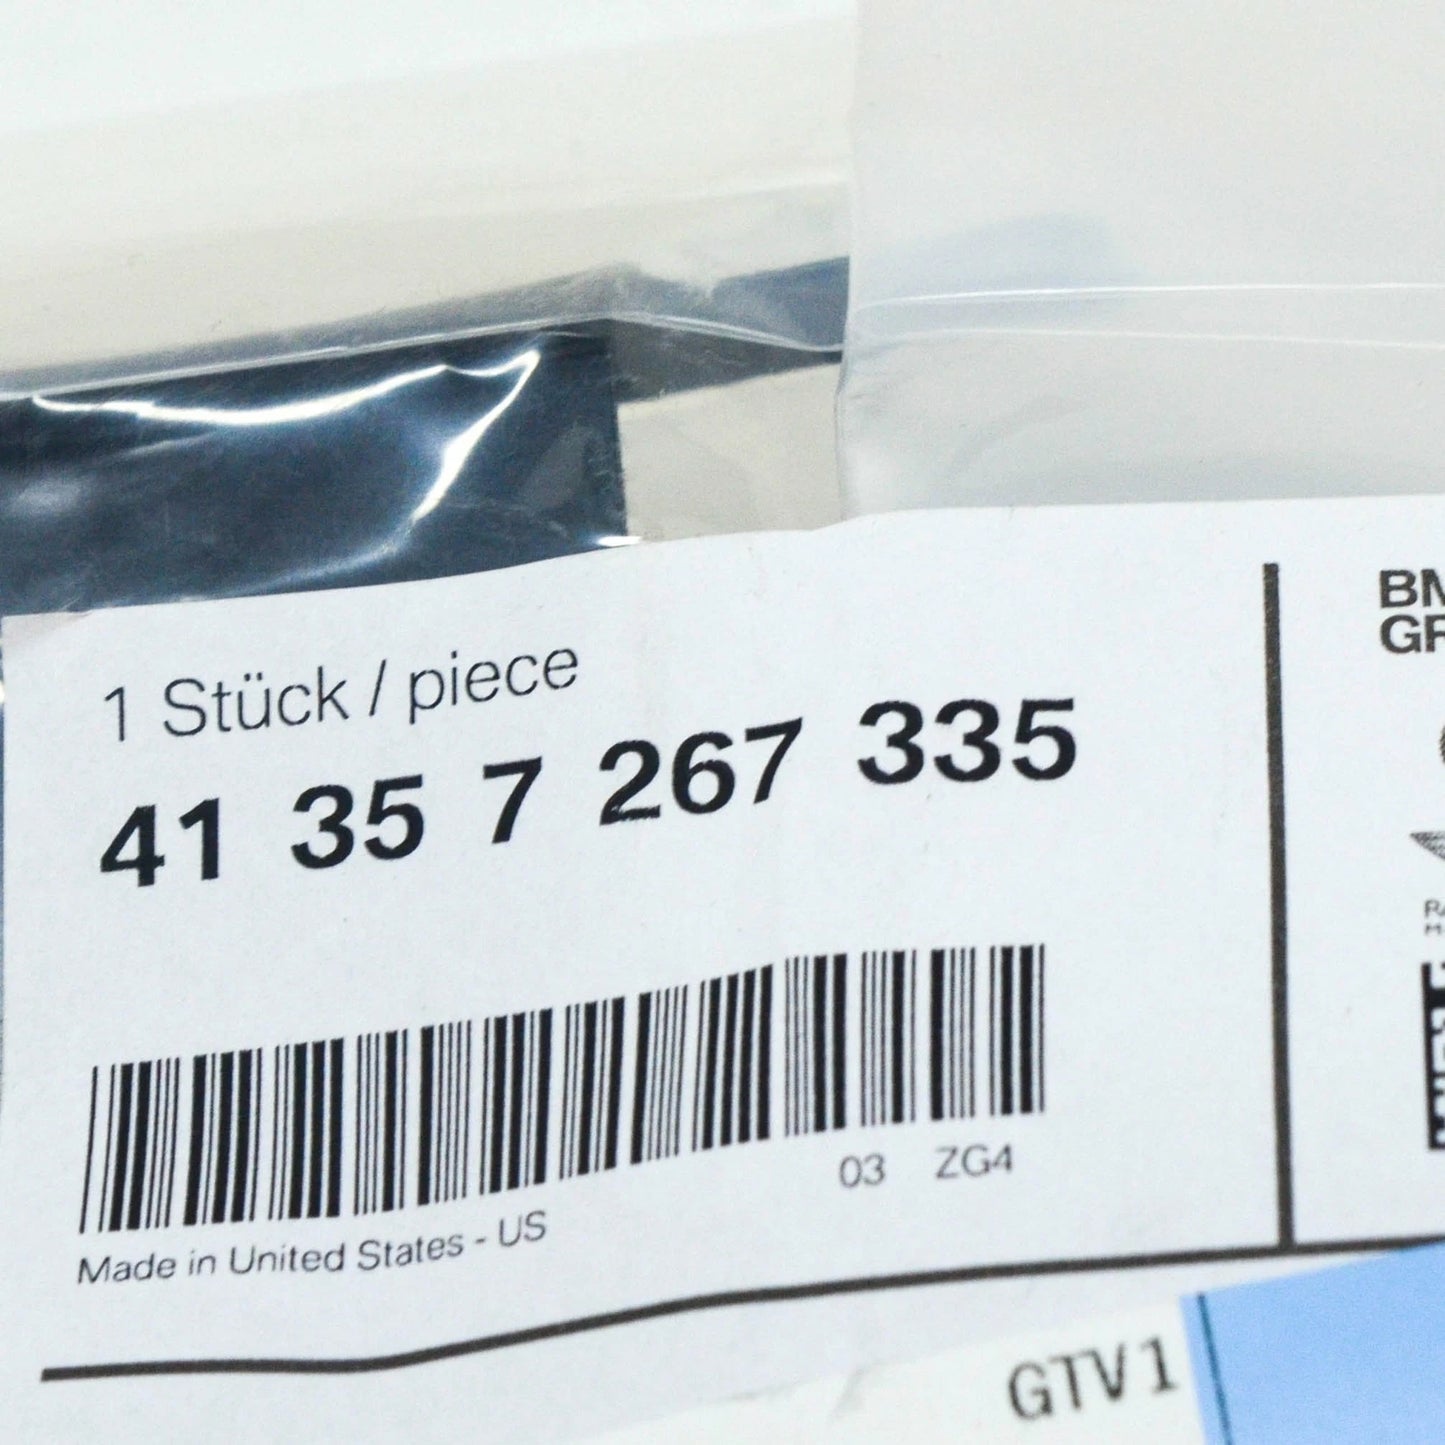 1 Stück / piece
41 35 7 267 335
03 ZG4
Made in United States - US
GTV1